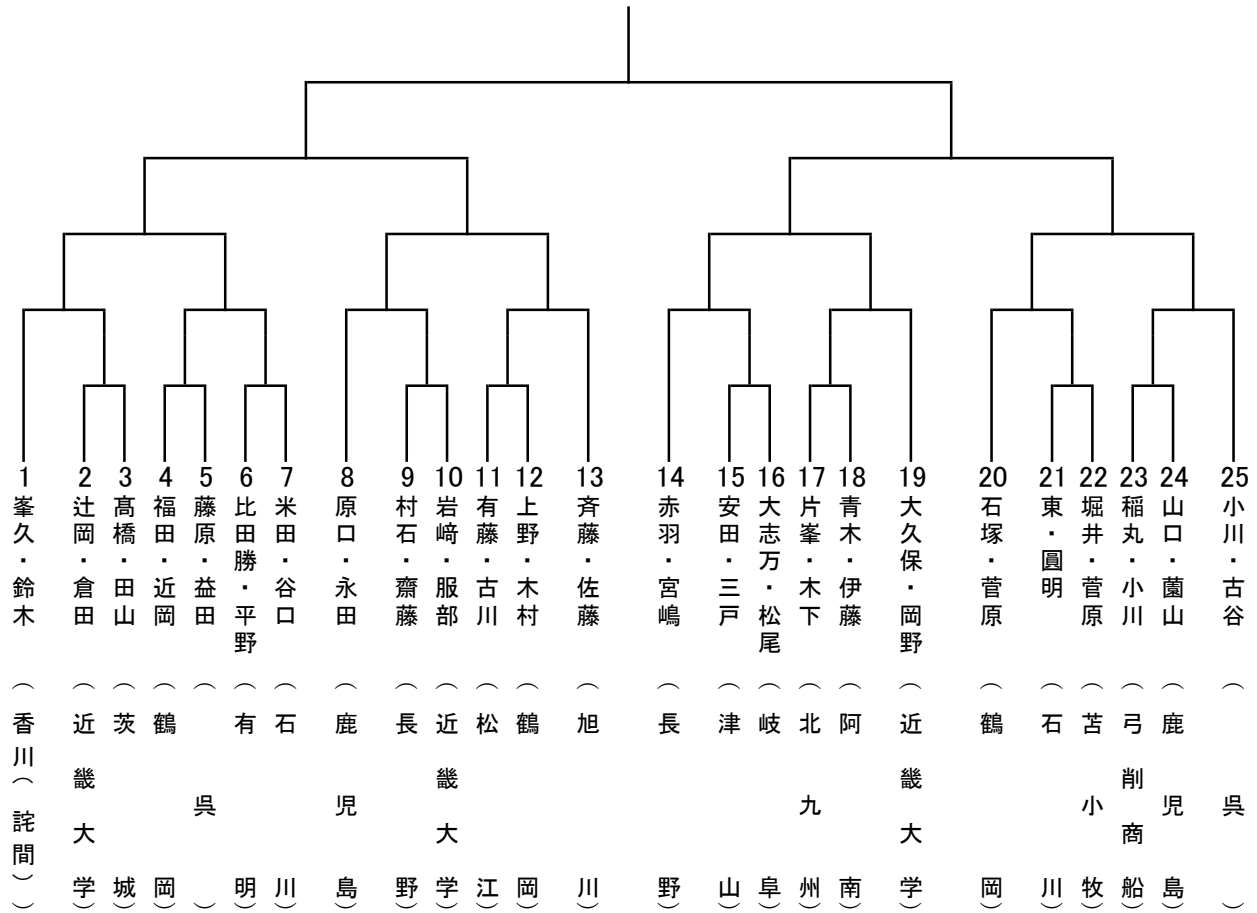 1 峯久・鈴木 (香川(詫間))
2 辻岡・倉田 (近畿大学)
3 髙橋・田山 (茨城)
4 福田・近岡 (鶴岡)
5 藤原・益田 (呉)
6 比田勝・平野 (有明)
7 米田・谷口 (石川)
8 原口・永田 (鹿児島)
9 村石・齋藤 (長野)
10 岩﨑・服部 (近畿大学)
11 有藤・古川 (松江)
12 上野・木村 (鶴岡)
13 斉藤・佐藤 (旭川)
14 赤羽・宮嶋 (長野)
15 安田・三戸 (津山)
16 大志万・松尾 (岐阜)
17 片峯・木下 (北九州)
18 青木・伊藤 (阿南)
19 大久保・岡野 (近畿大学)
20 石塚・菅原 (鶴岡)
21 東・圓明 (石川)
22 堀井・菅原 (苫小牧)
23 稲丸・小川 (弓削商船)
24 山口・薗山 (鹿児島)
25 小川・古谷 (呉)